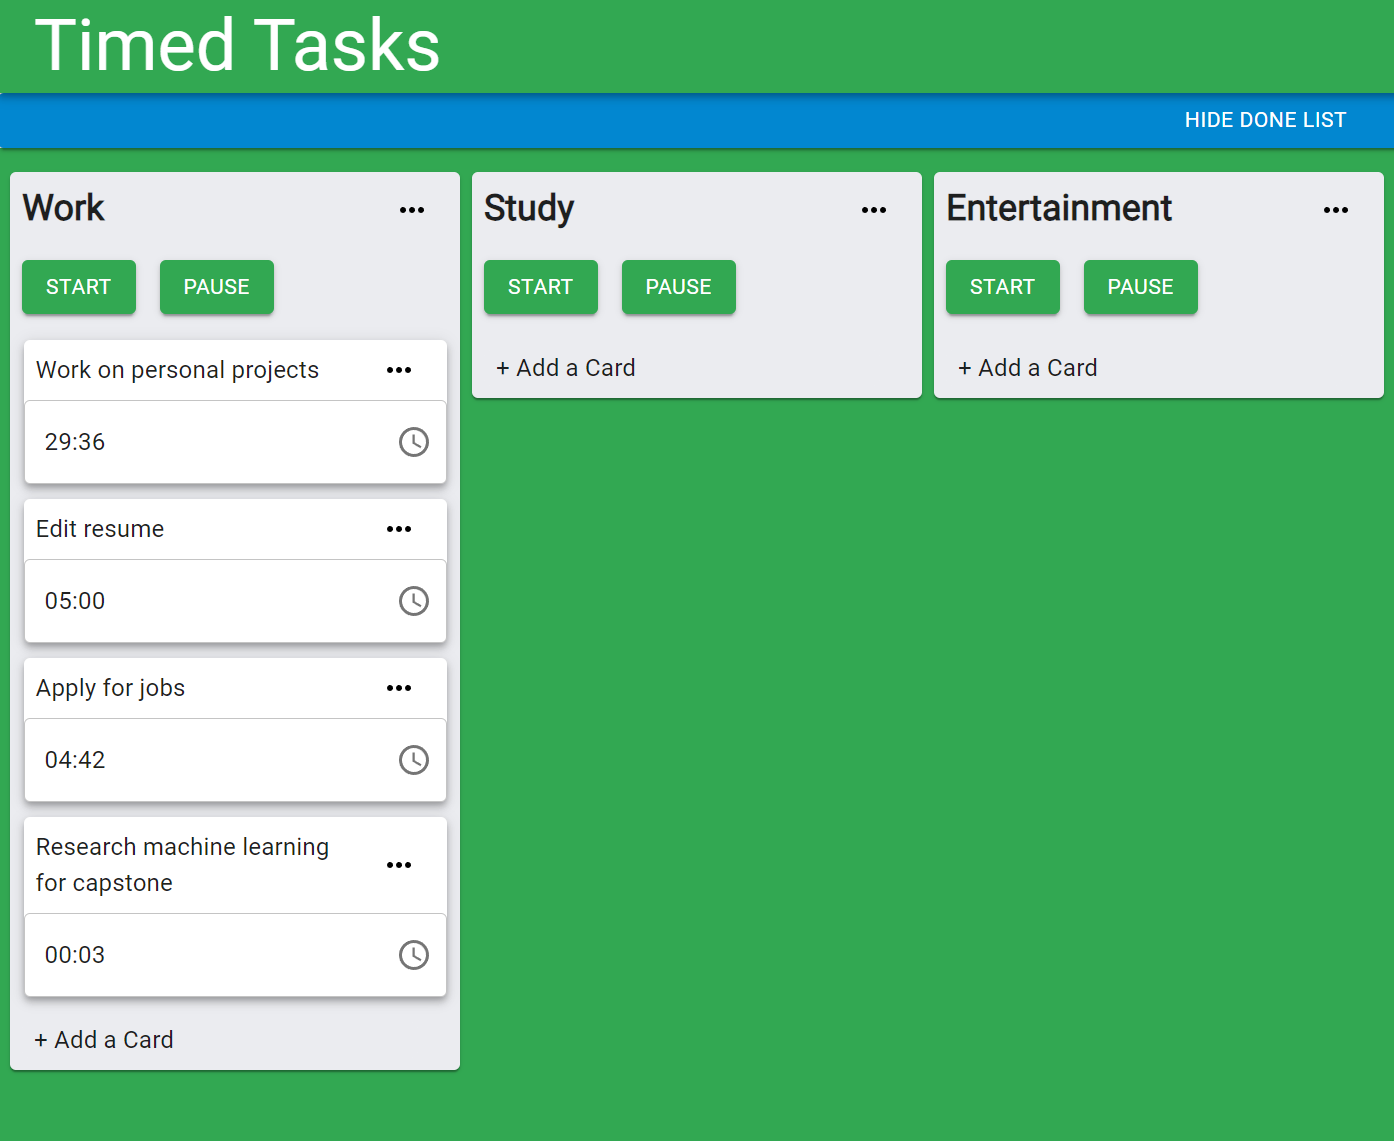 Timed Tasks
HIDE DONE LIST
Work
START PAUSE
Work on personal projects
29:36
Edit resume
05:00
Apply for jobs
04:42
Research machine learning
for capstone
00:03
+ Add a Card
Study
START PAUSE
+ Add a Card
Entertainment
START PAUSE
+ Add a Card